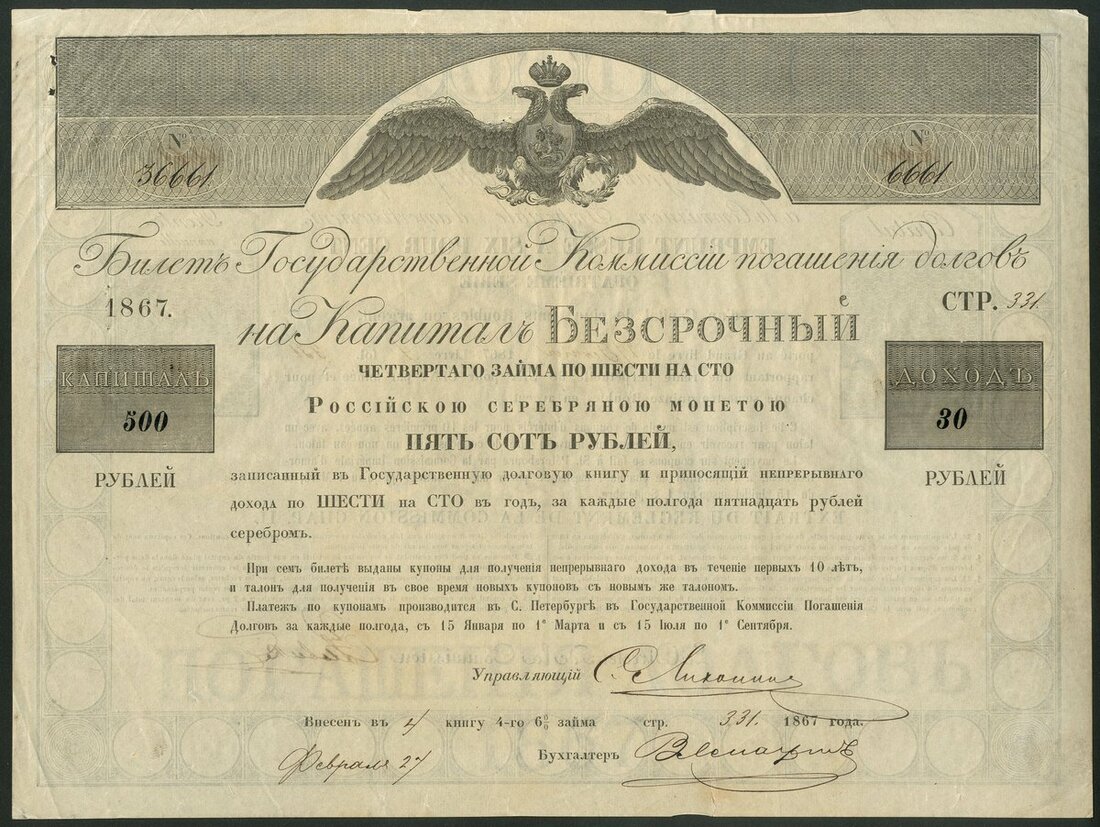 № 36661
№ 6661
Билетъ Государственной Коммиссіи погашенія долговъ
1867.
СТР. 331.
на Капиталъ БЕЗСРОЧНЫЙ
КАПИТАЛЪ
500
РУБЛЕЙ
ДОХОДЪ
30
РУБЛЕЙ
ЧЕТВЕРТАГО ЗАЙМА ПО ШЕСТИ НА СТО
РОССІЙСКОЮ СЕРЕБРЯНОЮ МОНЕТОЮ
ПЯТЬ СОТЪ РУБЛЕЙ,
записанный въ Государственную долговую книгу и приносящій непрерывнаго
дохода по ШЕСТИ на СТО въ годъ, за каждые полгода пятнадцать рублей
серебромъ.
При семъ билетѣ выданы купоны для полученія непрерывнаго дохода въ теченіе первыхъ 10 лѣтъ,
и талонъ для полученія въ свое время новыхъ купоновъ съ новымъ же талономъ.
Платежъ по купонамъ производится въ С. Петербургѣ въ Государственной Коммиссіи Погашенія
Долговъ за каждые полгода, съ 15 Января по 1е Марта и съ 15 Іюля по 1е Сентября.
Управляющій
Внесенъ въ 4 книгу 4-го 6% займа стр. 331. 1867 года.
Февраля 27
Бухгалтеръ